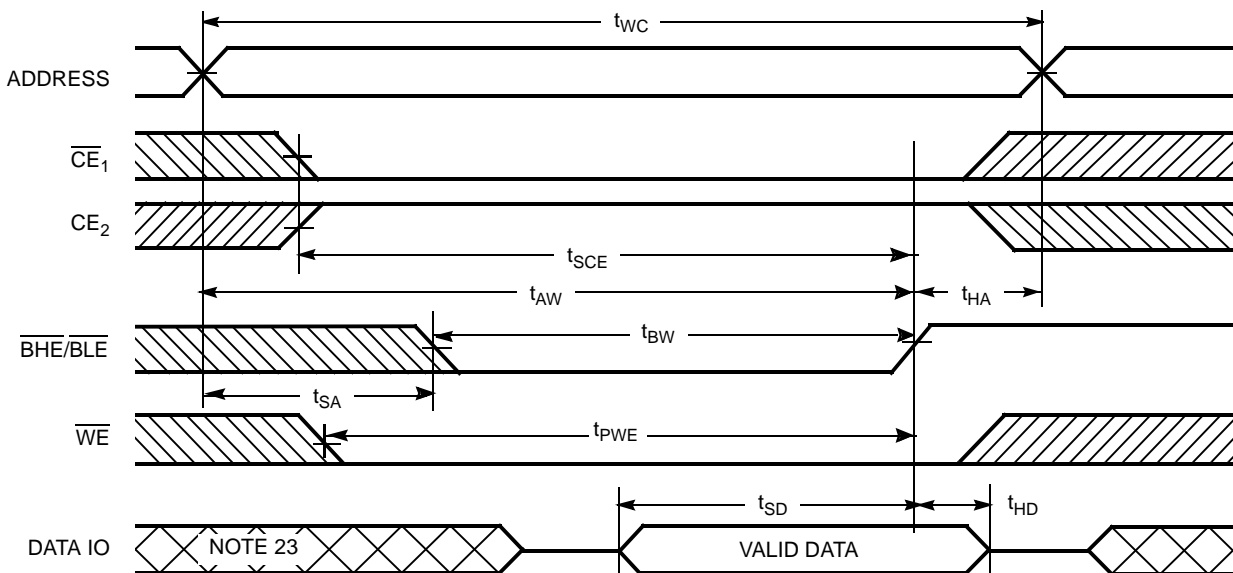 tWC
ADDRESS
CE1
CE2
tSCE
tAW
tHA
BHE/BLE
tBW
tSA
WE
tPWE
tSD
tHD
DATA IO
NOTE 23
VALID DATA